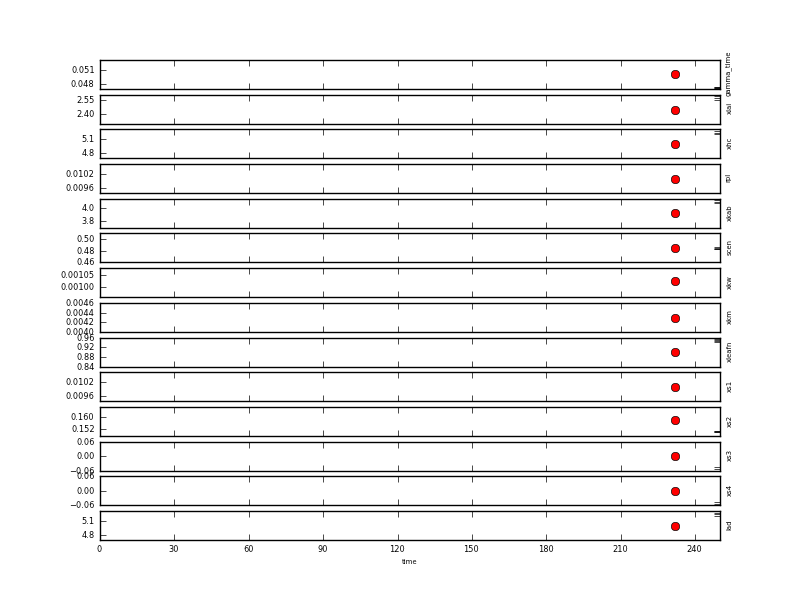 0.051
0.048
gamma_time
2.55
2.40
xlai
5.1
4.8
xhc
0.0102
0.0096
rpl
4.0
3.8
xkab
0.50
0.48
0.46
scen
0.00105
0.00100
xkw
0.0046
0.0044
0.0042
0.0040
xkm
0.96
0.92
0.88
0.84
xleafn
0.0102
0.0096
xs1
0.160
0.152
xs2
0.06
0.00
−0.06
xs3
0.06
0.00
−0.06
xs4
5.1
4.8
lad
0 30 60 90 120 150 180 210 240
time